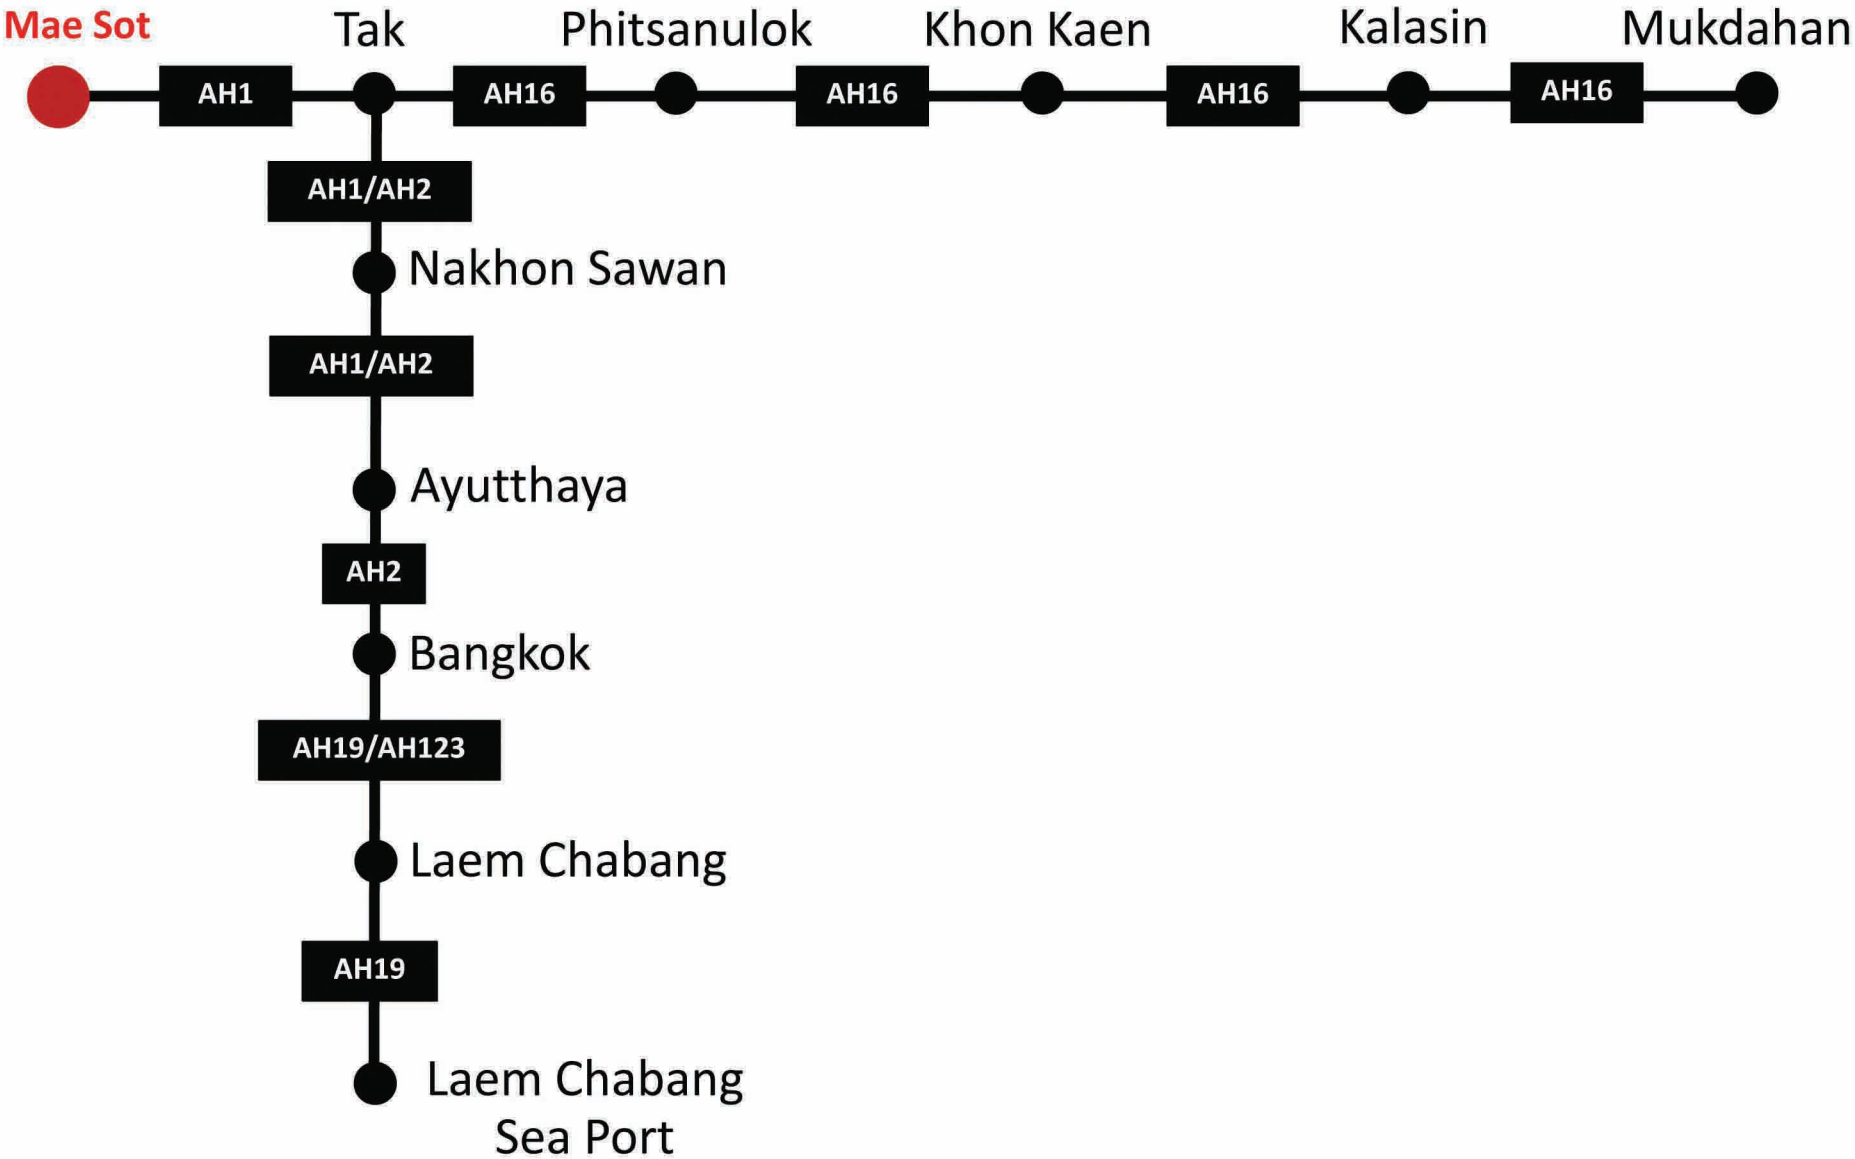 Mae Sot
Tak
Phitsanulok
Khon Kaen
Kalasin
Mukdahan
AH1
AH16
AH16
AH16
AH16
AH1/AH2
Nakhon Sawan
AH1/AH2
Ayutthaya
AH2
Bangkok
AH19/AH123
Laem Chabang
AH19
Laem Chabang
Sea Port